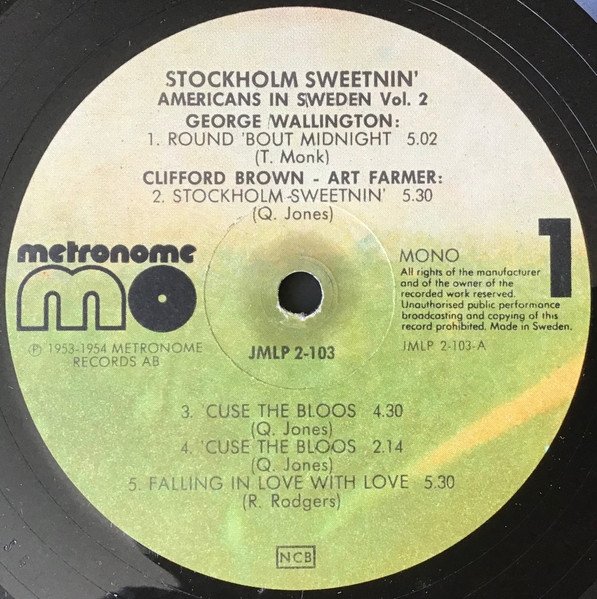 STOCKHOLM SWEETNIN'
AMERICANS IN SWEDEN Vol. 2
GEORGE WALLINGTON:
1. ROUND 'BOUT MIDNIGHT 5.02
(T. Monk)
CLIFFORD BROWN - ART FARMER:
2. STOCKHOLM-SWEETNIN' 5.30
(Q. Jones)
metronome
mo
℗ 1953-1954 METRONOME
RECORDS AB
JMLP 2-103
MONO
1
All rights of the manufacturer
and of the owner of the
recorded work reserved.
Unauthorised public performance
broadcasting and copying of this
record prohibited. Made in Sweden.
JMLP 2-103-A
3. 'CUSE THE BLOOS 4.30
(Q. Jones)
4. 'CUSE THE BLOOS 2.14
(Q. Jones)
5. FALLING IN LOVE WITH LOVE 5.30
(R. Rodgers)
NCB